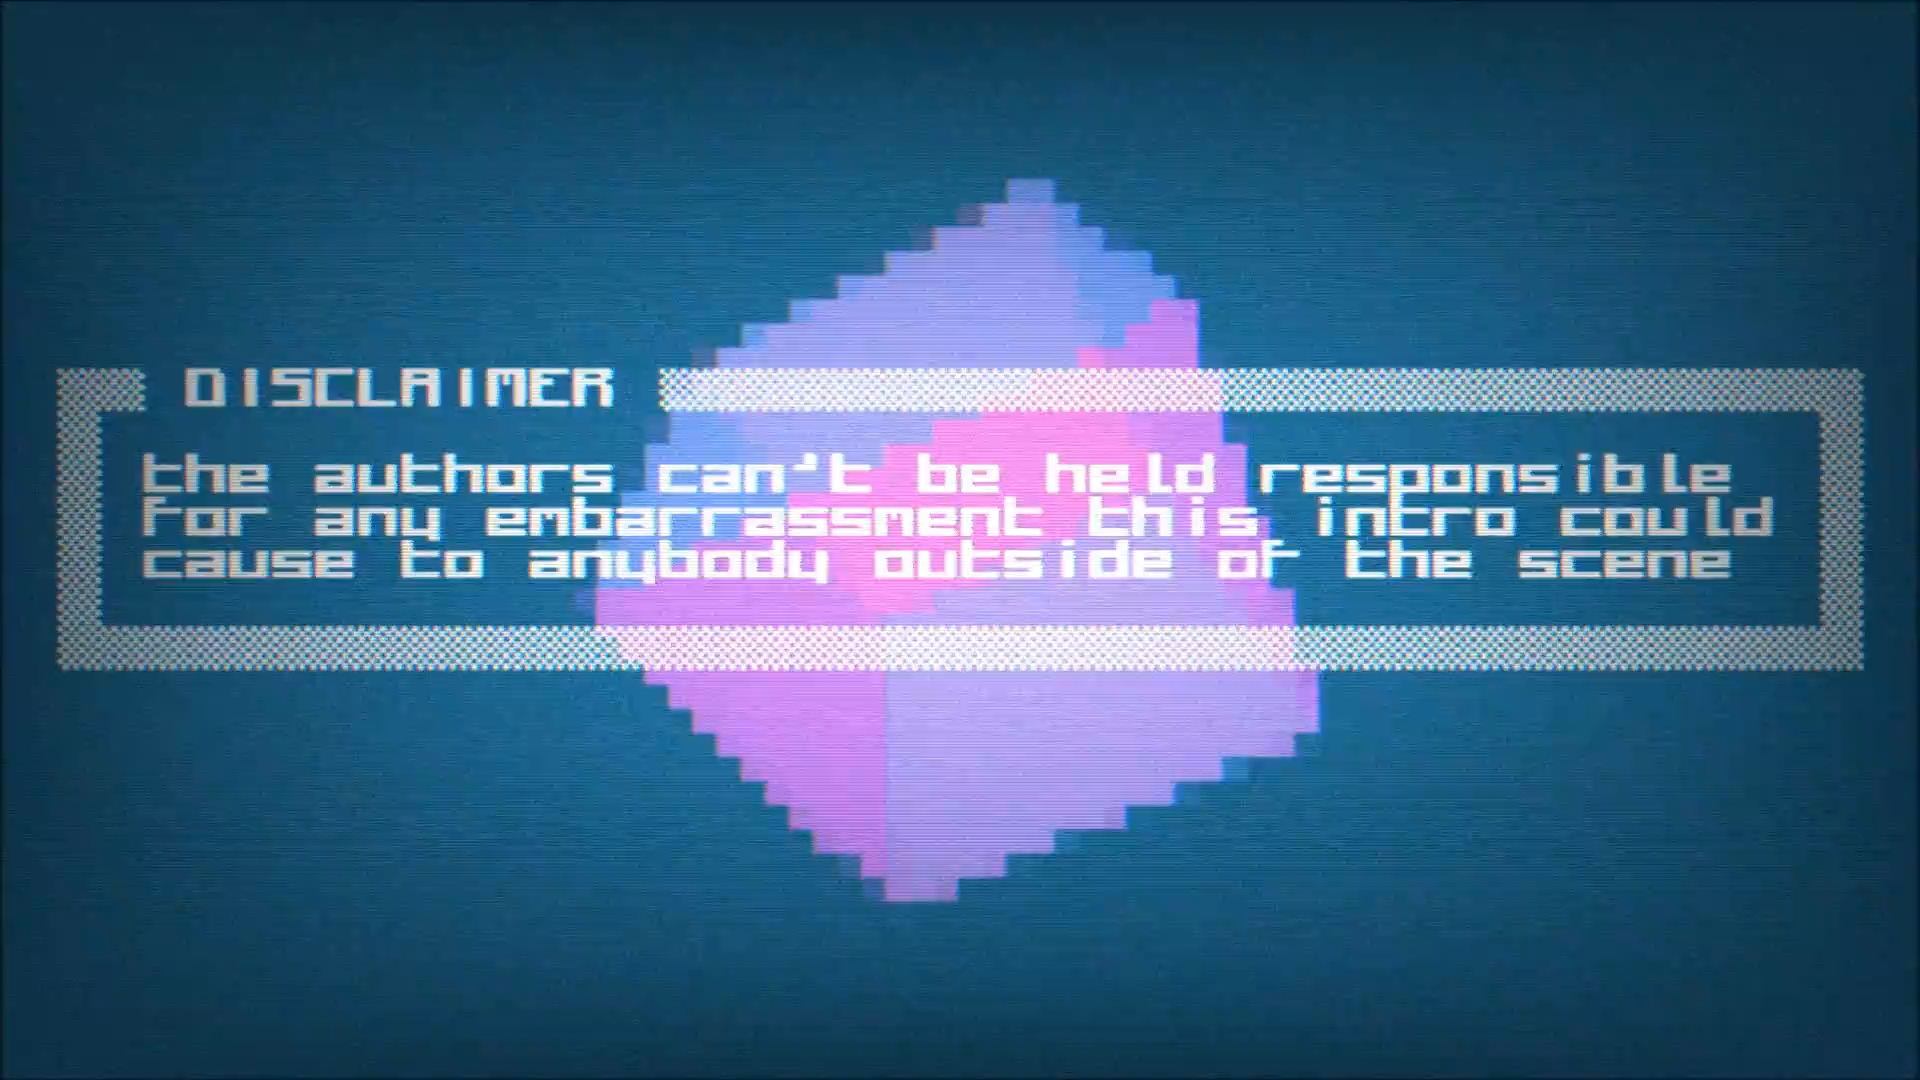 DISCLAIMER
the authors can't be held responsible
for any embarrassment this intro could
cause to anybody outside of the scene